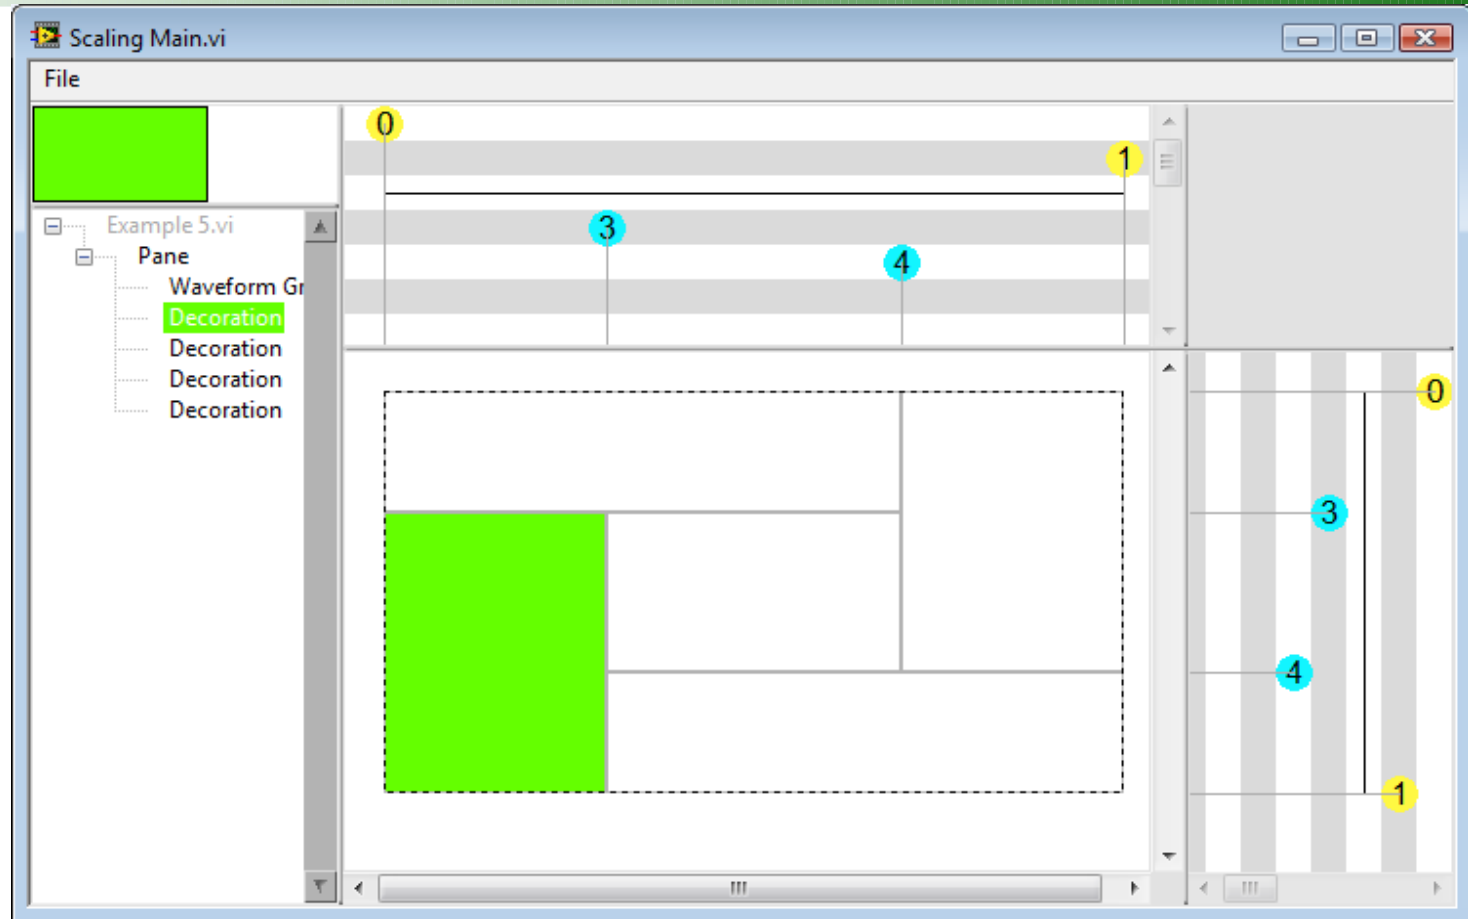 Scaling Main.vi
File
0
1
3
4
Example 5.vi
Pane
Waveform Gr
Decoration
Decoration
Decoration
Decoration
0
3
4
1